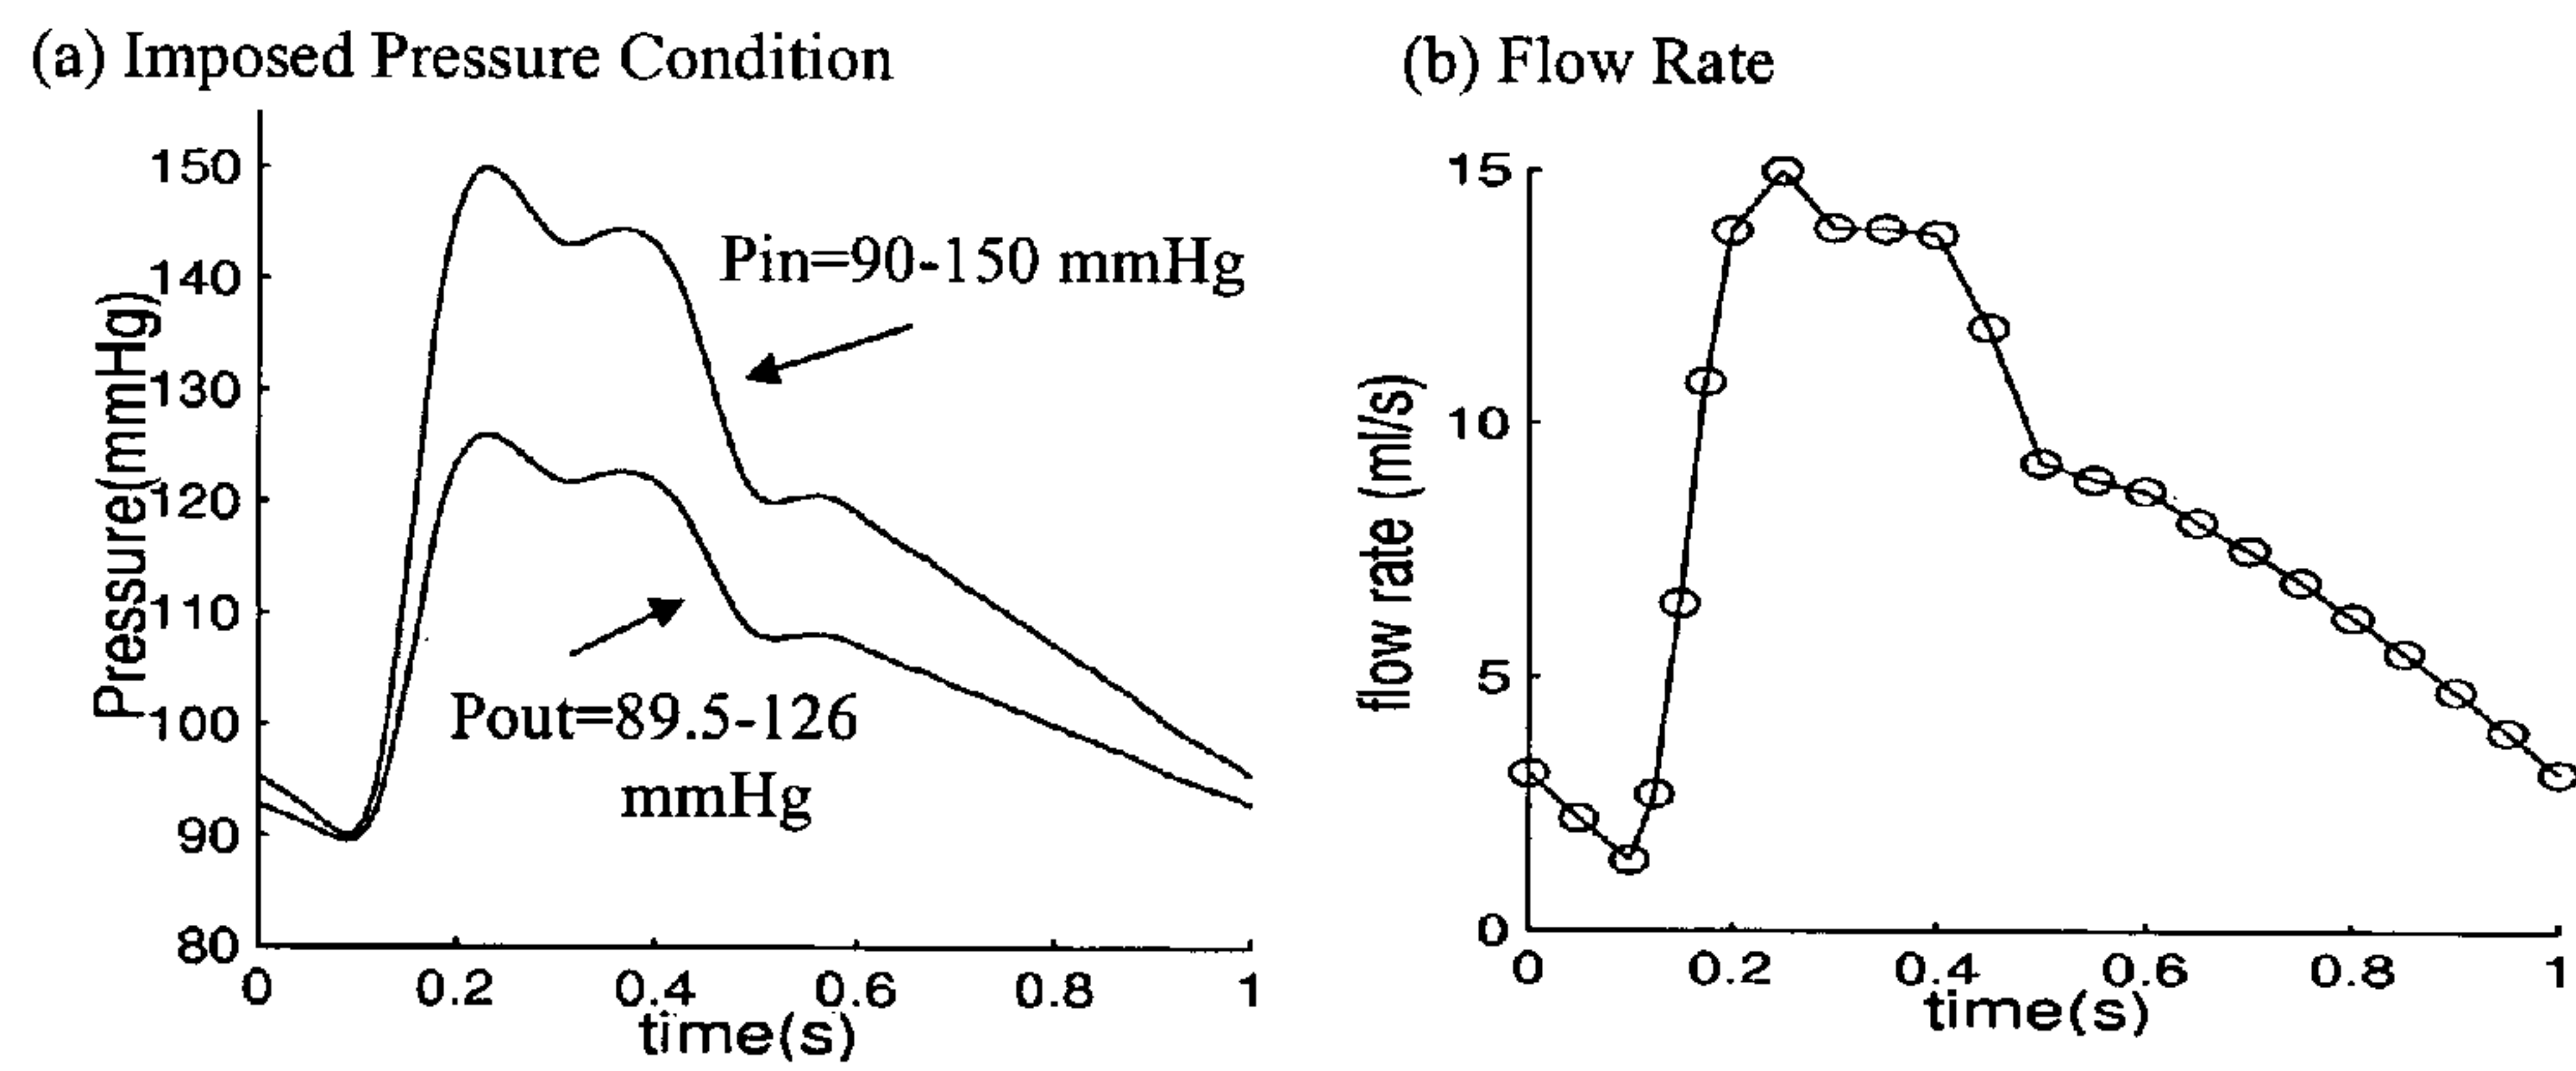 (a) Imposed Pressure Condition
Pressure(mmHg)
150
140
130
120
110
100
90
80
0 0.2 0.4 0.6 0.8 1
time(s)
Pin=90-150 mmHg
Pout=89.5-126
mmHg
(b) Flow Rate
flow rate (ml/s)
15
10
5
0
0 0.2 0.4 0.6 0.8 1
time(s)